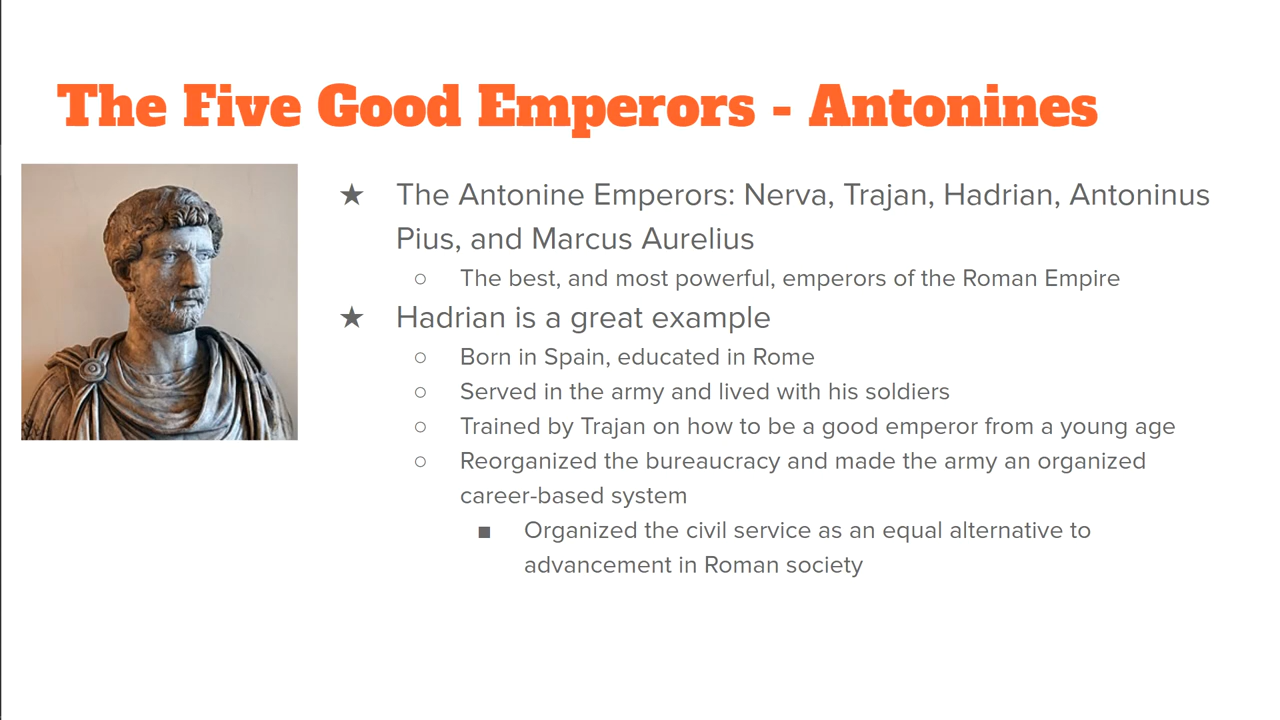 The Five Good Emperors - Antonines
★ The Antonine Emperors: Nerva, Trajan, Hadrian, Antoninus
Pius, and Marcus Aurelius
○ The best, and most powerful, emperors of the Roman Empire
★ Hadrian is a great example
○ Born in Spain, educated in Rome
○ Served in the army and lived with his soldiers
○ Trained by Trajan on how to be a good emperor from a young age
○ Reorganized the bureaucracy and made the army an organized
career-based system
■ Organized the civil service as an equal alternative to
advancement in Roman society